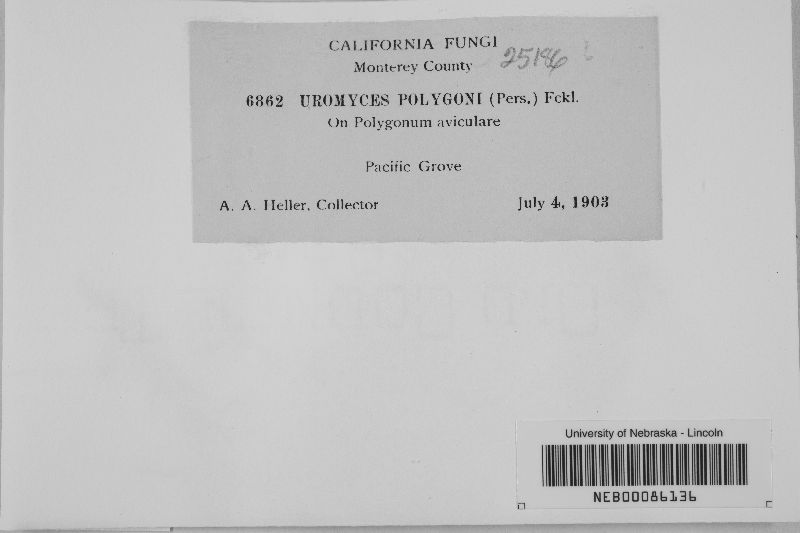 CALIFORNIA FUNGI
Monterey County 25186
6862 UROMYCES POLYGONI (Pers.) Fckl.
On Polygonum aviculare
Pacific Grove
A. A. Heller, Collector July 4, 1903
University of Nebraska - Lincoln
NEB00086136